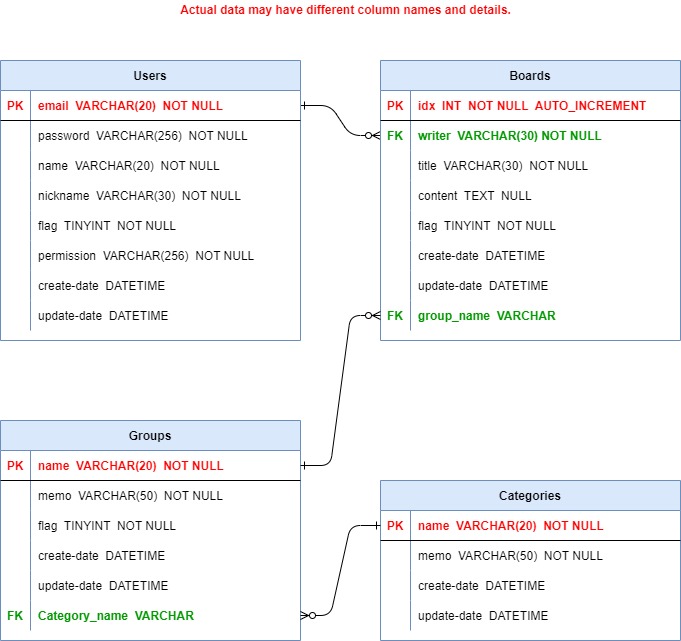 Actual data may have different column names and details.
Users
PK email VARCHAR(20) NOT NULL
password VARCHAR(256) NOT NULL
name VARCHAR(20) NOT NULL
nickname VARCHAR(30) NOT NULL
flag TINYINT NOT NULL
permission VARCHAR(256) NOT NULL
create-date DATETIME
update-date DATETIME
Boards
PK idx INT NOT NULL AUTO_INCREMENT
FK writer VARCHAR(30) NOT NULL
title VARCHAR(30) NOT NULL
content TEXT NULL
flag TINYINT NOT NULL
create-date DATETIME
update-date DATETIME
FK group_name VARCHAR
Groups
PK name VARCHAR(20) NOT NULL
memo VARCHAR(50) NOT NULL
flag TINYINT NOT NULL
create-date DATETIME
update-date DATETIME
FK Category_name VARCHAR
Categories
PK name VARCHAR(20) NOT NULL
memo VARCHAR(50) NOT NULL
create-date DATETIME
update-date DATETIME